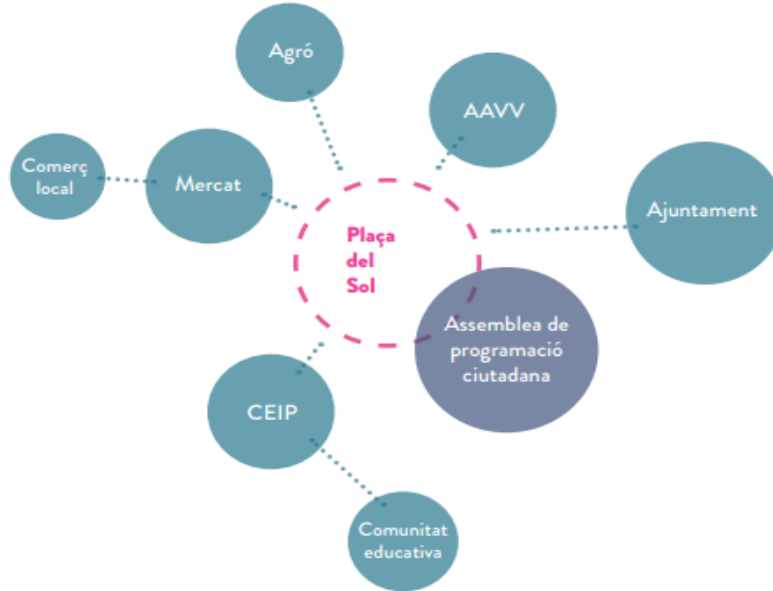 Agró
AAVV
Comerç
local
Mercat
Ajuntament
Plaça
del
Sol
Assemblea de
programació
ciutadana
CEIP
Comunitat
educativa